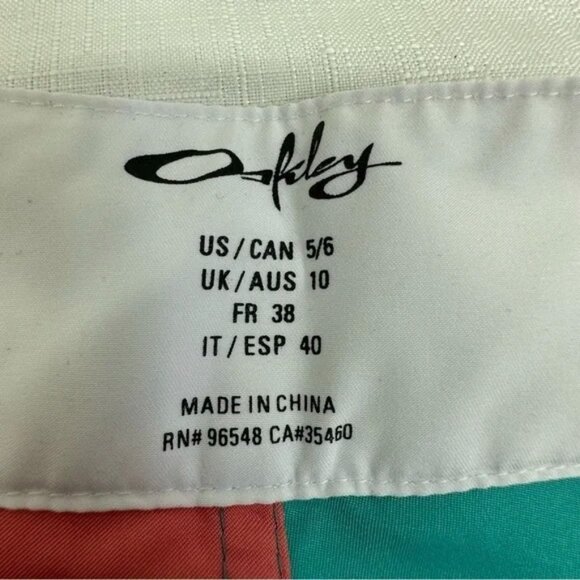 Oakley
US/CAN 5/6
UK/AUS 10
FR 38
IT/ESP 40
MADE IN CHINA
RN# 96548 CA#35460